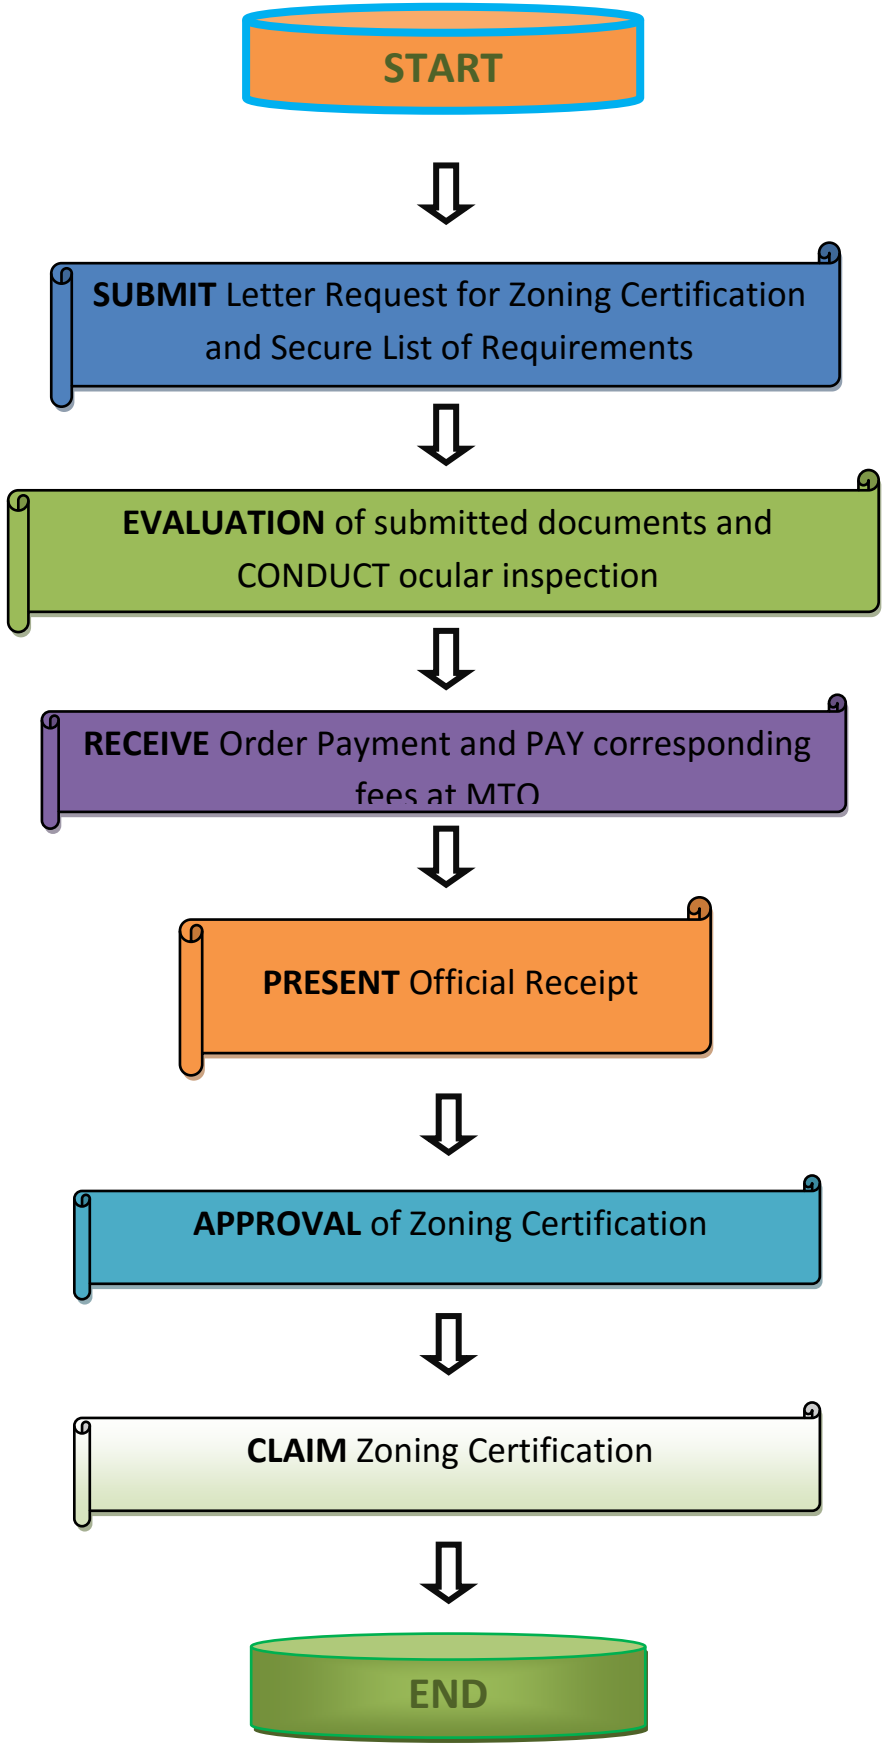 START
SUBMIT Letter Request for Zoning Certification
and Secure List of Requirements
EVALUATION of submitted documents and
CONDUCT ocular inspection
RECEIVE Order Payment and PAY corresponding
fees at MTO
PRESENT Official Receipt
APPROVAL of Zoning Certification
CLAIM Zoning Certification
END